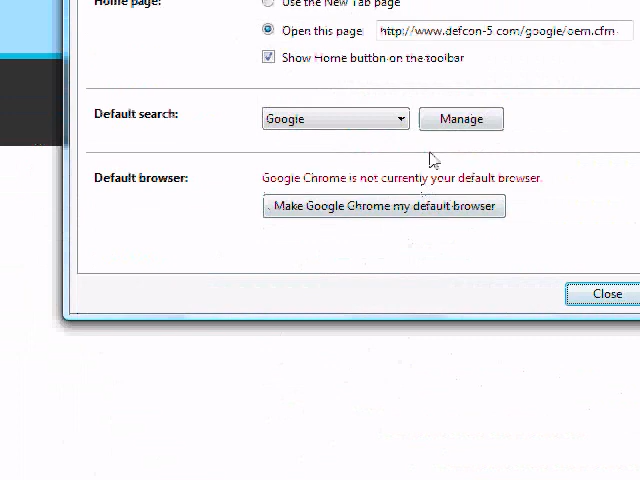 Home page:
Use the New Tab page
Open this page: http://www.defcon-5.com/google/oem.cfm
Show Home button on the toolbar
Default search:
Google
Manage
Default browser:
Google Chrome is not currently your default browser.
Make Google Chrome my default browser
Close